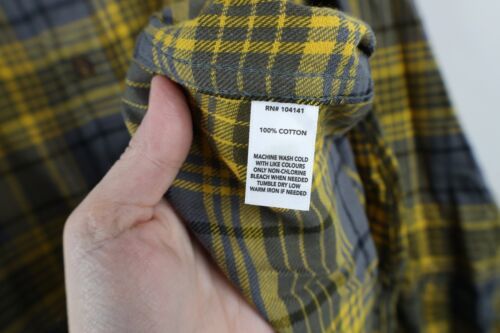 RN# 104141
100% COTTON
MACHINE WASH COLD
WITH LIKE COLOURS
ONLY NON-CHLORINE
BLEACH WHEN NEEDED
TUMBLE DRY LOW
WARM IRON IF NEEDED